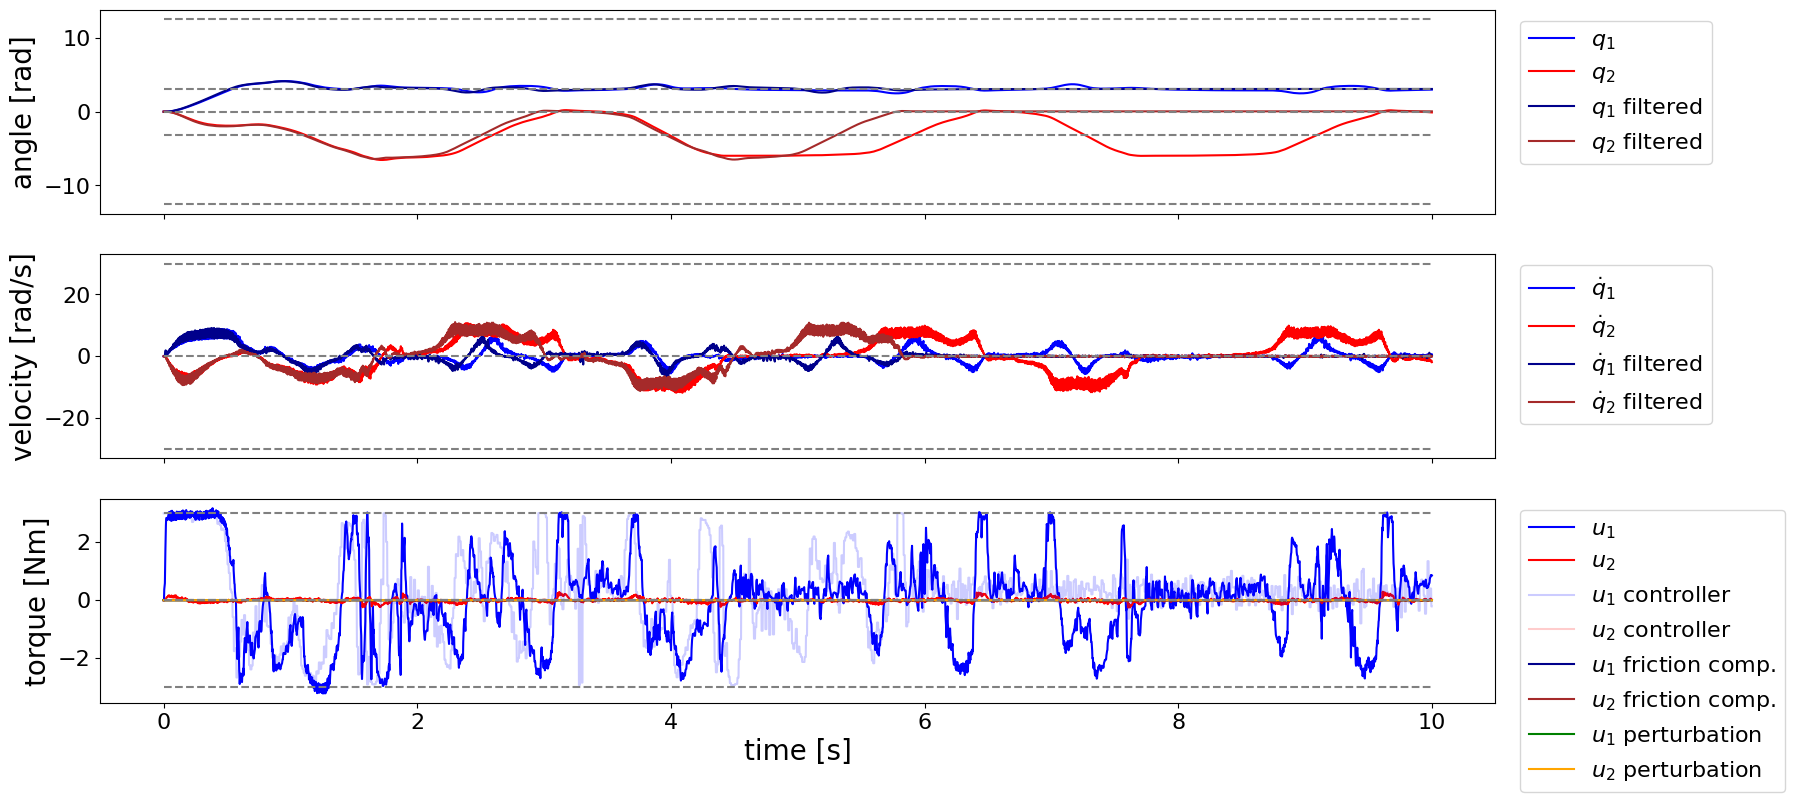 angle [rad]
10
0
−10
q₁
q₂
q₁ filtered
q₂ filtered
velocity [rad/s]
20
0
−20
q̇₁
q̇₂
q̇₁ filtered
q̇₂ filtered
torque [Nm]
2
0
−2
0 2 4 6 8 10
time [s]
u₁
u₂
u₁ controller
u₂ controller
u₁ friction comp.
u₂ friction comp.
u₁ perturbation
u₂ perturbation